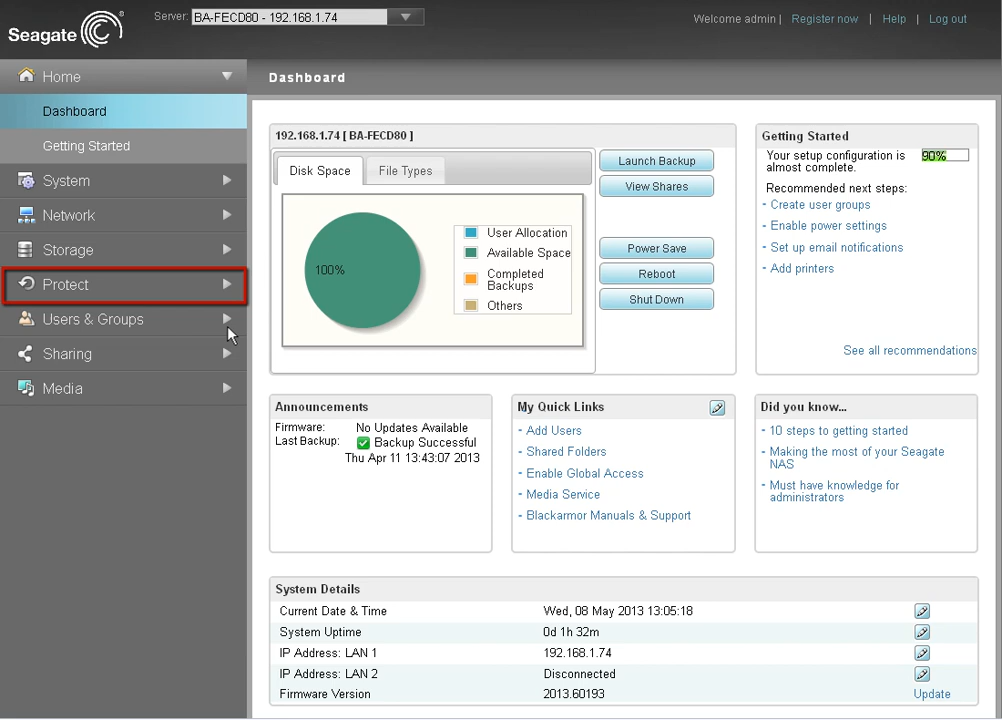 Seagate
Server: BA-FECD80 - 192.168.1.74
Welcome admin | Register now | Help | Log out
Home
Dashboard
Getting Started
System
Network
Storage
Protect
Users & Groups
Sharing
Media
Dashboard
192.168.1.74 [ BA-FECD80 ]
Disk Space
File Types
100%
User Allocation
Available Space
Completed
Backups
Others
Launch Backup
View Shares
Power Save
Reboot
Shut Down
Getting Started
Your setup configuration is
almost complete.
90%
Recommended next steps:
- Create user groups
- Enable power settings
- Set up email notifications
- Add printers
See all recommendations
Announcements
Firmware: No Updates Available
Last Backup: Backup Successful
Thu Apr 11 13:43:07 2013
My Quick Links
- Add Users
- Shared Folders
- Enable Global Access
- Media Service
- Blackarmor Manuals & Support
Did you know...
- 10 steps to getting started
- Making the most of your Seagate
NAS
- Must have knowledge for
administrators
System Details
Current Date & Time Wed, 08 May 2013 13:05:18
System Uptime 0d 1h 32m
IP Address: LAN 1 192.168.1.74
IP Address: LAN 2 Disconnected
Firmware Version 2013.60193 Update